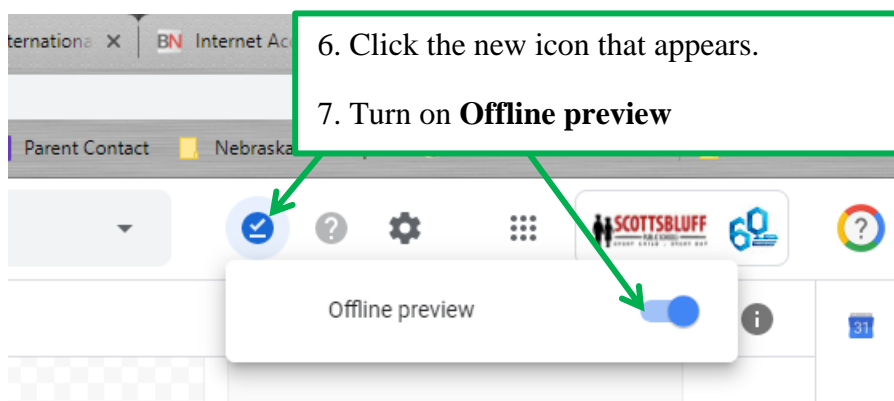 ternationa
BN Internet Ac
6. Click the new icon that appears.
7. Turn on Offline preview
Parent Contact
Nebraska
SCOTTSBLUFF
Offline preview
31